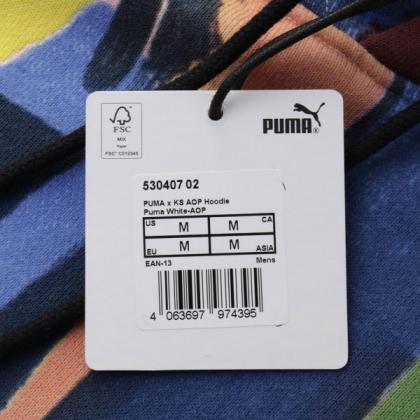 FSC
MIX
Paper
FSC® C012345
PUMA®
530407 02
PUMA x KS AOP Hoodie
Puma White-AOP
US M M CA
EU M M ASIA
EAN-13 Mens
4 063697 974395